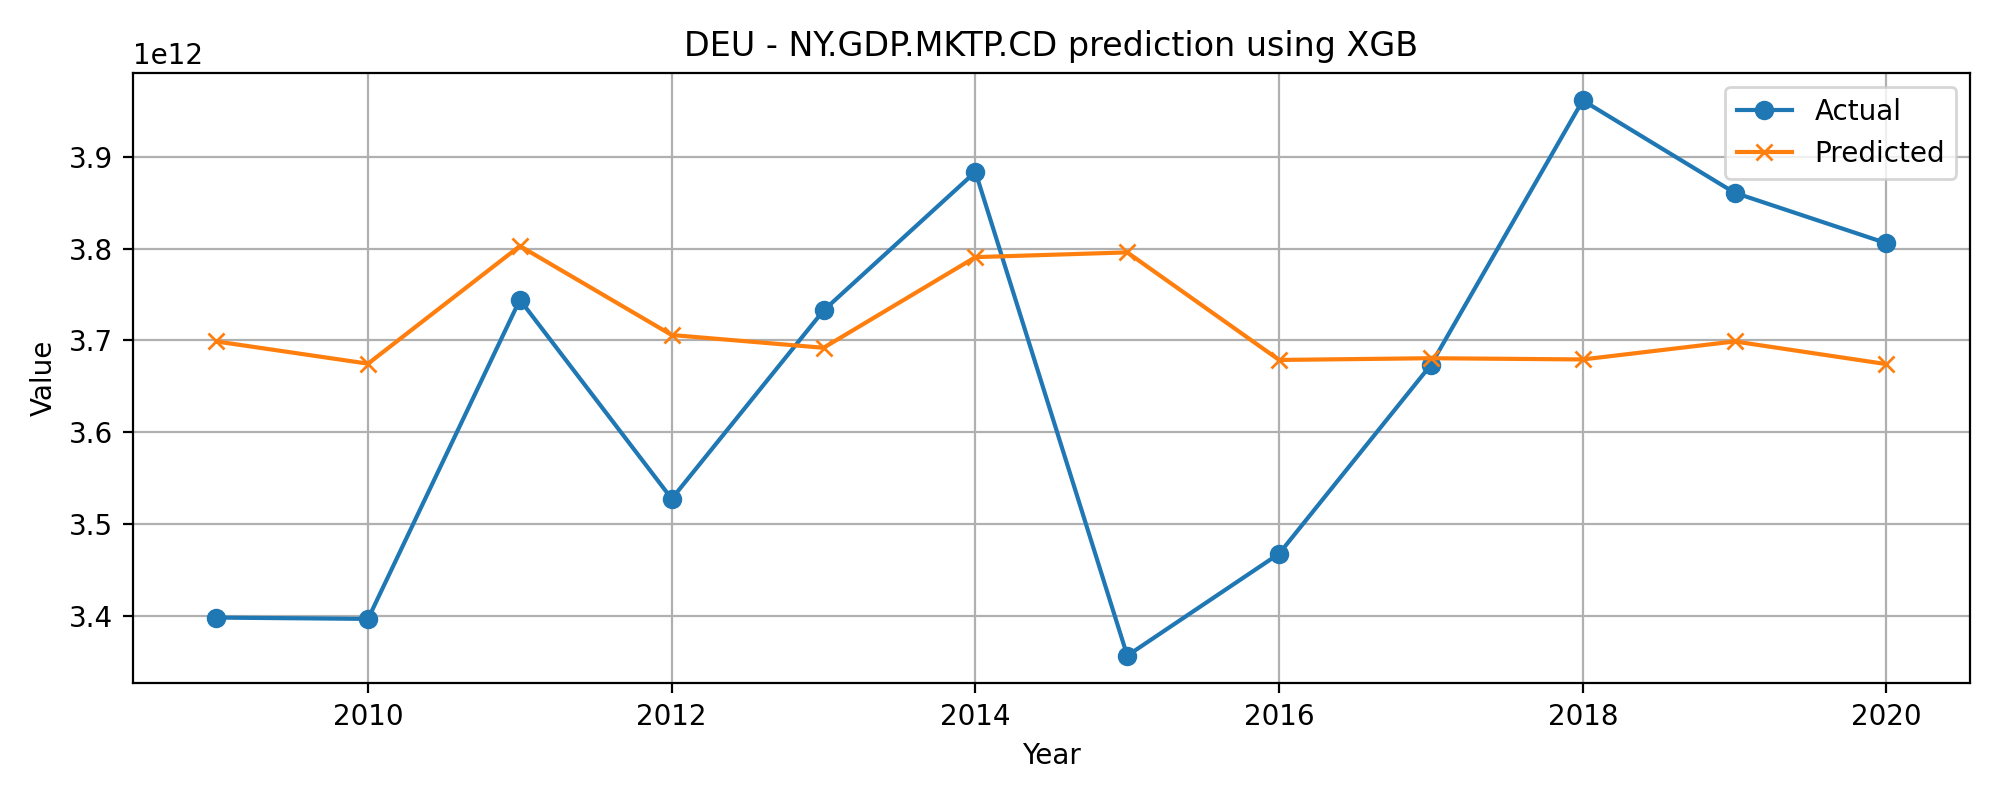 DEU - NY.GDP.MKTP.CD prediction using XGB
1e12
Actual
Predicted
3.9
3.8
3.7
3.6
3.5
3.4
Value
2010 2012 2014 2016 2018 2020
Year